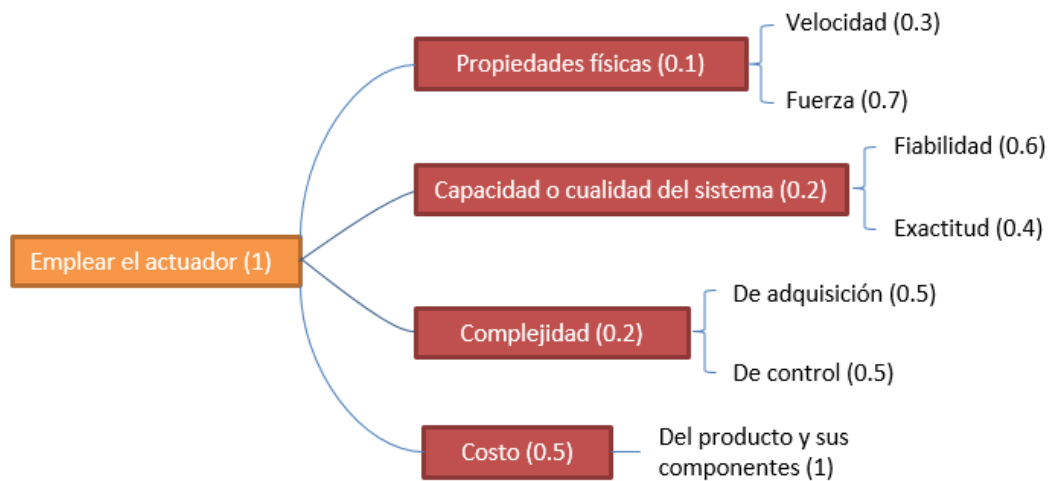 Velocidad (0.3)
Propiedades físicas (0.1)
Fuerza (0.7)
Fiabilidad (0.6)
Capacidad o cualidad del sistema (0.2)
Exactitud (0.4)
Emplear el actuador (1)
De adquisición (0.5)
Complejidad (0.2)
De control (0.5)
Costo (0.5)
Del producto y sus
componentes (1)